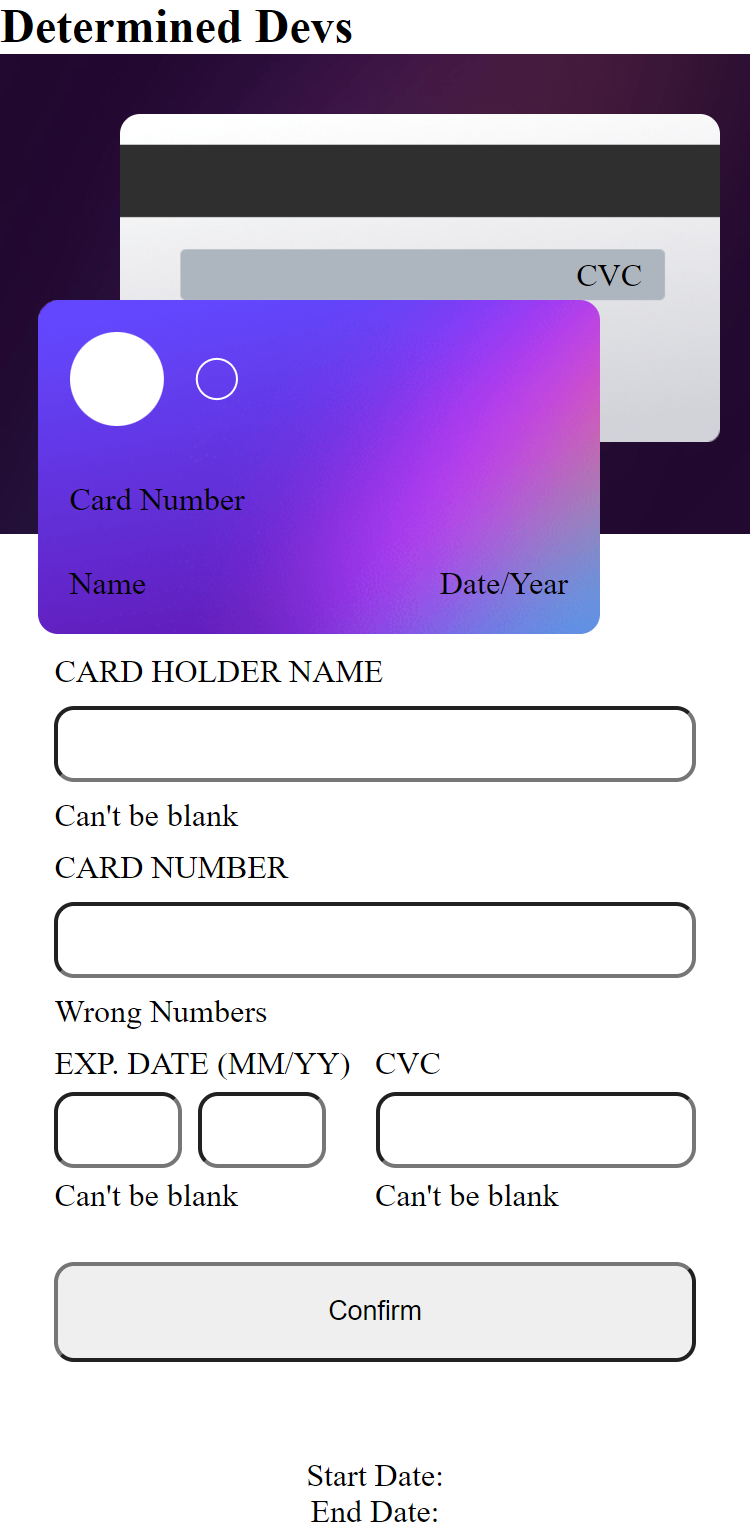 Determined Devs
CVC
Card Number
Name Date/Year
CARD HOLDER NAME
Can't be blank
CARD NUMBER
Wrong Numbers
EXP. DATE (MM/YY) CVC
Can't be blank Can't be blank
Confirm
Start Date:
End Date: